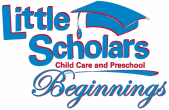 Little
Scholars
Child Care and Preschool
Beginnings